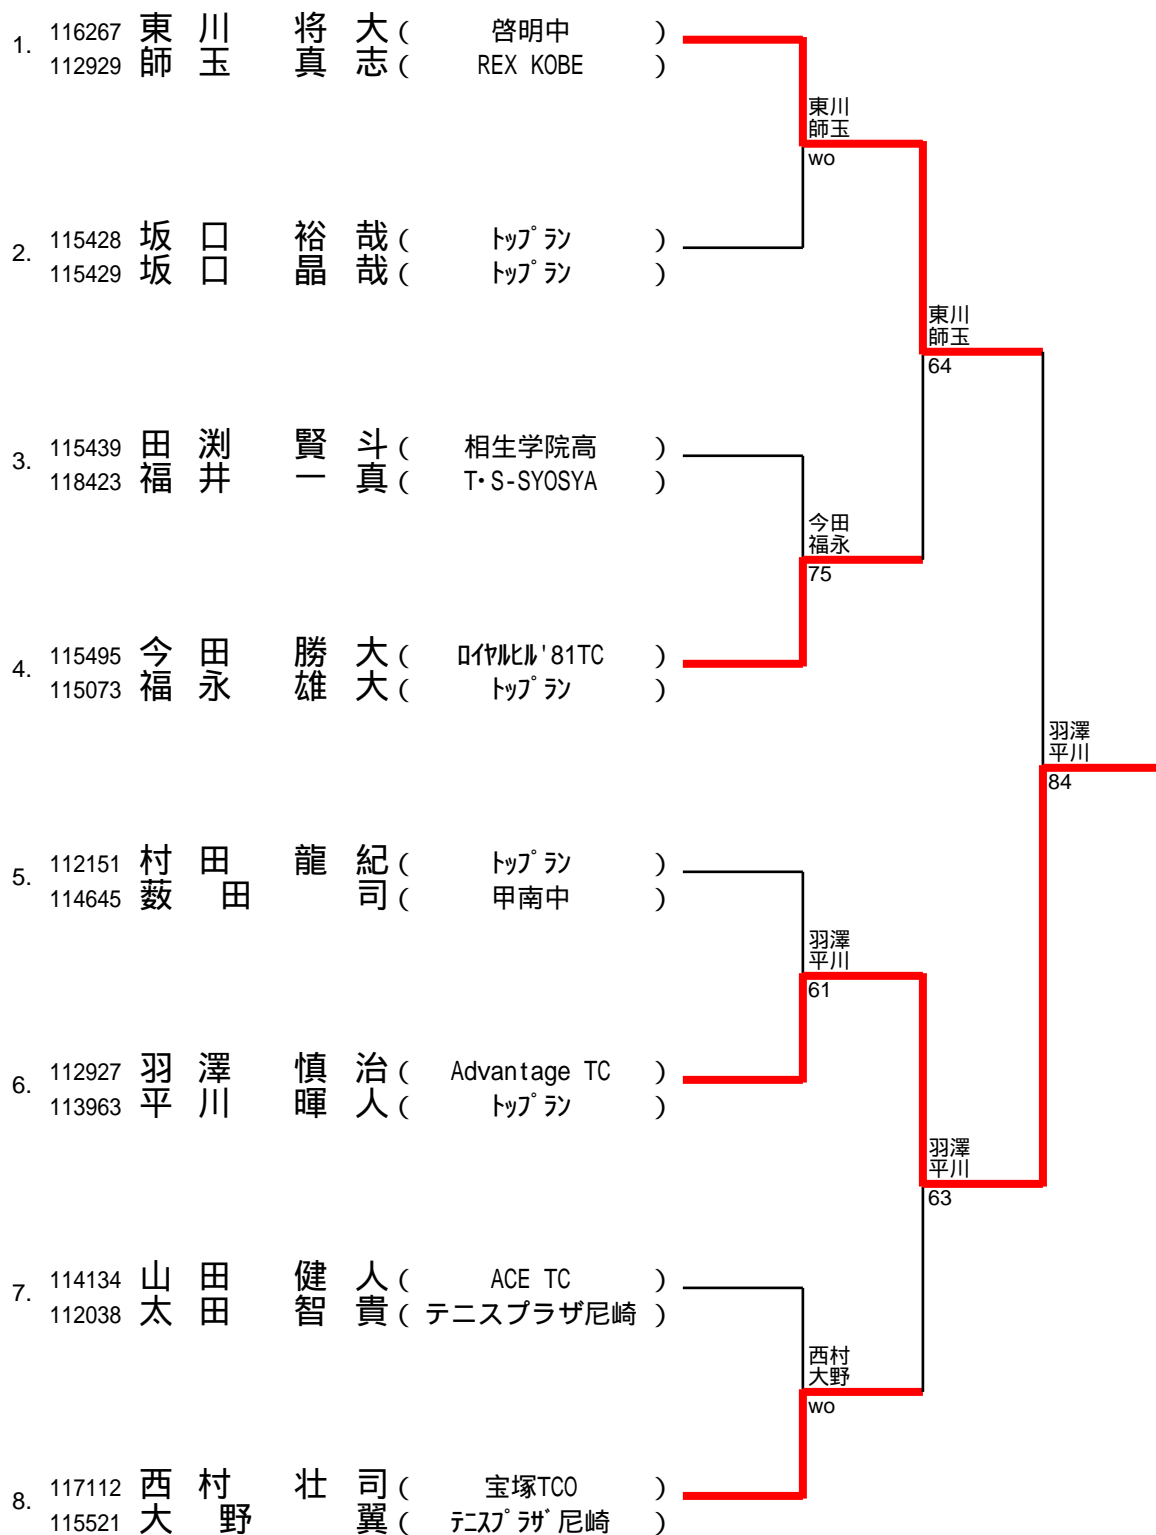 1. 116267 東 川 将 大 ( 啓明中 )
112929 師 玉 真 志 ( REX KOBE )
東川
師玉
wo
2. 115428 坂 口 裕 哉 ( ﾄｯﾌﾟﾗﾝ )
115429 坂 口 晶 哉 ( ﾄｯﾌﾟﾗﾝ )
東川
師玉
64
3. 115439 田 渕 賢 斗 ( 相生学院高 )
118423 福 井 一 真 ( T・S-SYOSYA )
今田
福永
75
4. 115495 今 田 勝 大 ( ﾛｲﾔﾙﾋﾙ'81TC )
115073 福 永 雄 大 ( ﾄｯﾌﾟﾗﾝ )
羽澤
平川
84
5. 112151 村 田 龍 紀 ( ﾄｯﾌﾟﾗﾝ )
114645 薮 田 司 ( 甲南中 )
羽澤
平川
61
6. 112927 羽 澤 慎 治 ( Advantage TC )
113963 平 川 暉 人 ( ﾄｯﾌﾟﾗﾝ )
羽澤
平川
63
7. 114134 山 田 健 人 ( ACE TC )
112038 太 田 智 貴 ( テニスプラザ尼崎 )
西村
大野
wo
8. 117112 西 村 壮 司 ( 宝塚TCO )
115521 大 野 翼 ( ﾃﾆｽﾌﾟﾗｻﾞ尼崎 )